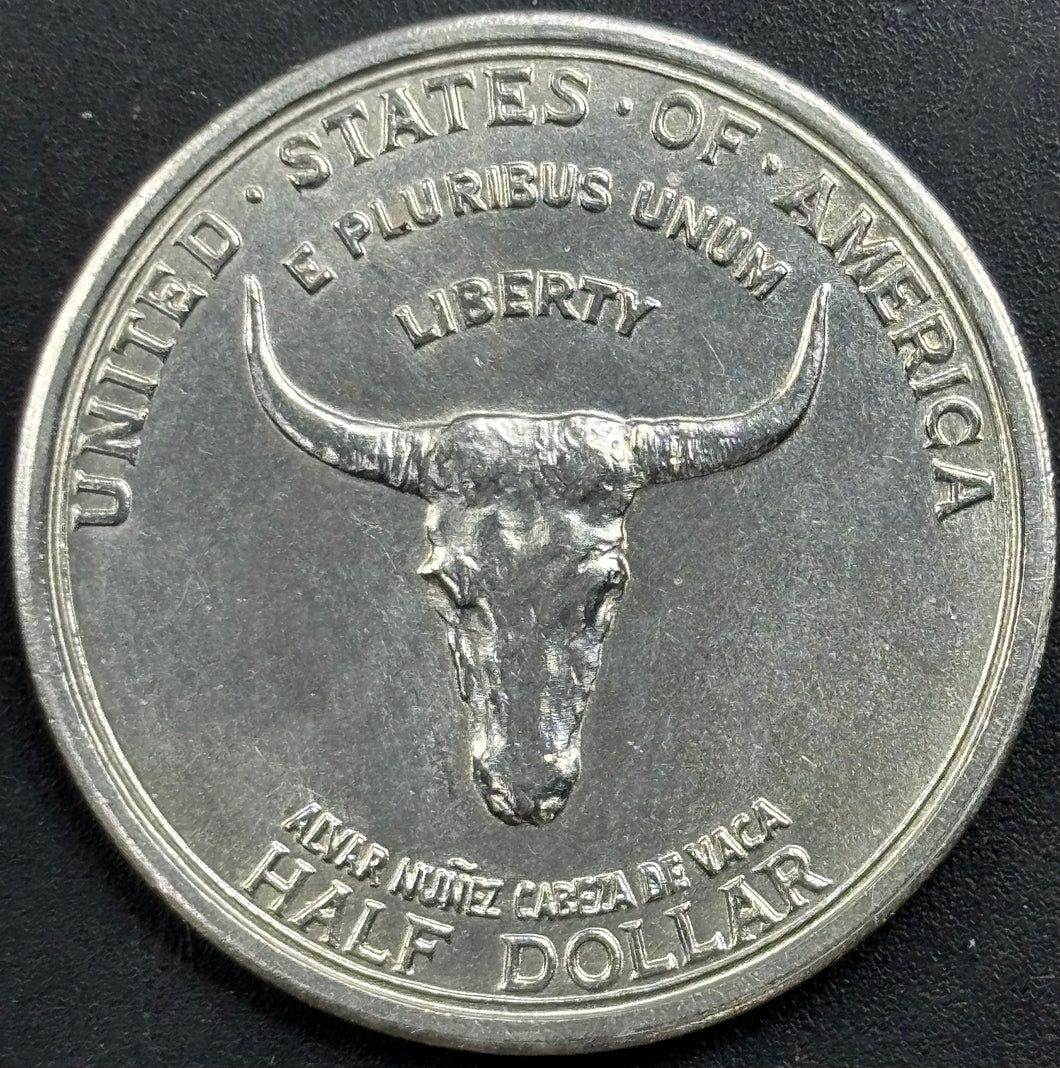 UNITED · STATES · OF · AMERICA
E PLURIBUS UNUM
LIBERTY
ALVAR NUÑEZ CABEZA DE VACA
HALF DOLLAR